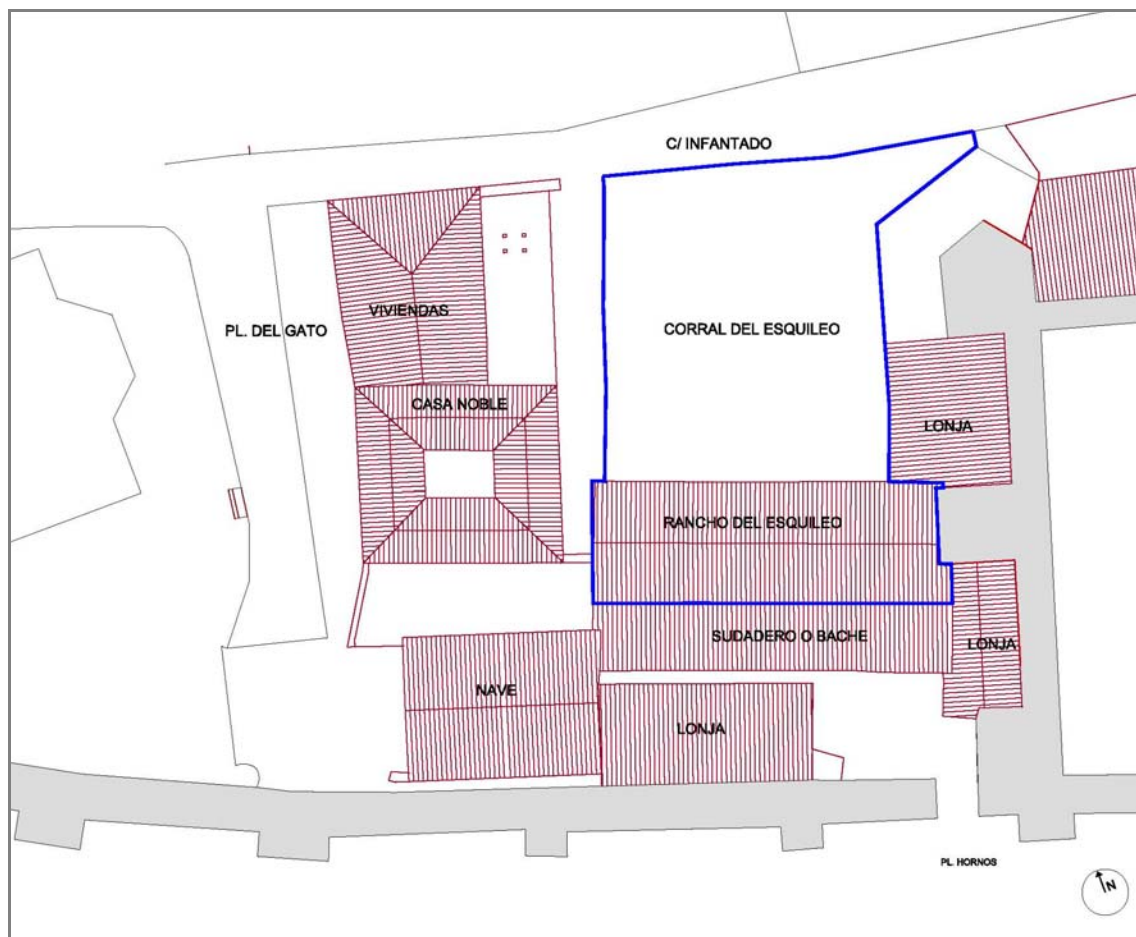 C/ INFANTADO
VIVIENDAS
PL. DEL GATO
CORRAL DEL ESQUILEO
CASA NOBLE
LONJA
RANCHO DEL ESQUILEO
SUDADERO O BACHE
LONJA
NAVE
LONJA
PL. HORNOS
N